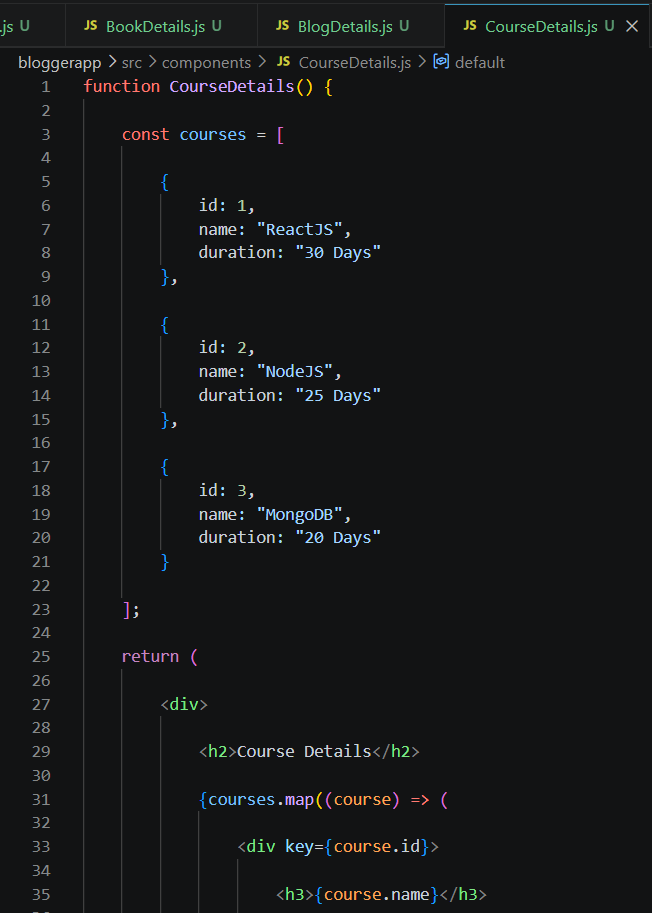 .js U JS BookDetails.js U JS BlogDetails.js U JS CourseDetails.js U
bloggerapp > src > components > JS CourseDetails.js > default
1 function CourseDetails() {
2
3 const courses = [
4
5 {
6 id: 1,
7 name: "ReactJS",
8 duration: "30 Days"
9 },
10
11 {
12 id: 2,
13 name: "NodeJS",
14 duration: "25 Days"
15 },
16
17 {
18 id: 3,
19 name: "MongoDB",
20 duration: "20 Days"
21 }
22
23 ];
24
25 return (
26
27 <div>
28
29 <h2>Course Details</h2>
30
31 {courses.map((course) => (
32
33 <div key={course.id}>
34
35 <h3>{course.name}</h3>